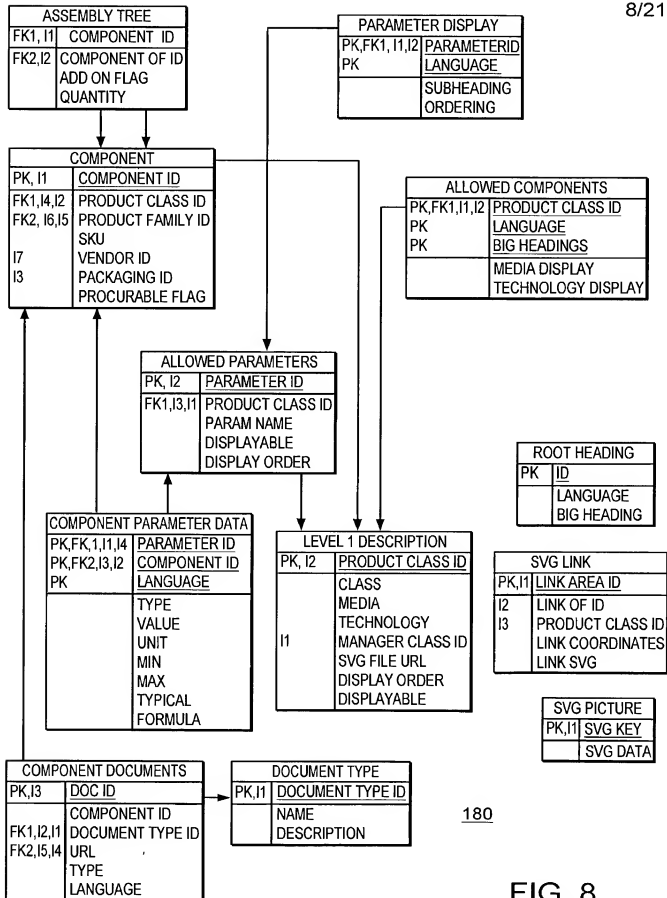 8/21
ASSEMBLY TREE
FK1, I1 COMPONENT ID
FK2,I2 COMPONENT OF ID
ADD ON FLAG
QUANTITY
PARAMETER DISPLAY
PK,FK1, I1,I2 PARAMETERID
PK LANGUAGE
SUBHEADING
ORDERING
COMPONENT
PK, I1 COMPONENT ID
FK1,I4,I2 PRODUCT CLASS ID
FK2, I6,I5 PRODUCT FAMILY ID
SKU
I7 VENDOR ID
I3 PACKAGING ID
PROCURABLE FLAG
ALLOWED COMPONENTS
PK,FK1,I1,I2 PRODUCT CLASS ID
PK LANGUAGE
PK BIG HEADINGS
MEDIA DISPLAY
TECHNOLOGY DISPLAY
ALLOWED PARAMETERS
PK, I2 PARAMETER ID
FK1,I3,I1 PRODUCT CLASS ID
PARAM NAME
DISPLAYABLE
DISPLAY ORDER
ROOT HEADING
PK ID
LANGUAGE
BIG HEADING
COMPONENT PARAMETER DATA
PK,FK,1,I1,I4 PARAMETER ID
PK,FK2,I3,I2 COMPONENT ID
PK LANGUAGE
TYPE
VALUE
UNIT
MIN
MAX
TYPICAL
FORMULA
LEVEL 1 DESCRIPTION
PK, I2 PRODUCT CLASS ID
CLASS
MEDIA
TECHNOLOGY
I1 MANAGER CLASS ID
SVG FILE URL
DISPLAY ORDER
DISPLAYABLE
SVG LINK
PK,I1 LINK AREA ID
I2 LINK OF ID
I3 PRODUCT CLASS ID
LINK COORDINATES
LINK SVG
SVG PICTURE
PK,I1 SVG KEY
SVG DATA
COMPONENT DOCUMENTS
PK,I3 DOC ID
COMPONENT ID
FK1,I2,I1 DOCUMENT TYPE ID
FK2,I5,I4 URL
TYPE
LANGUAGE
DOCUMENT TYPE
PK,I1 DOCUMENT TYPE ID
NAME
DESCRIPTION
180
FIG. 8